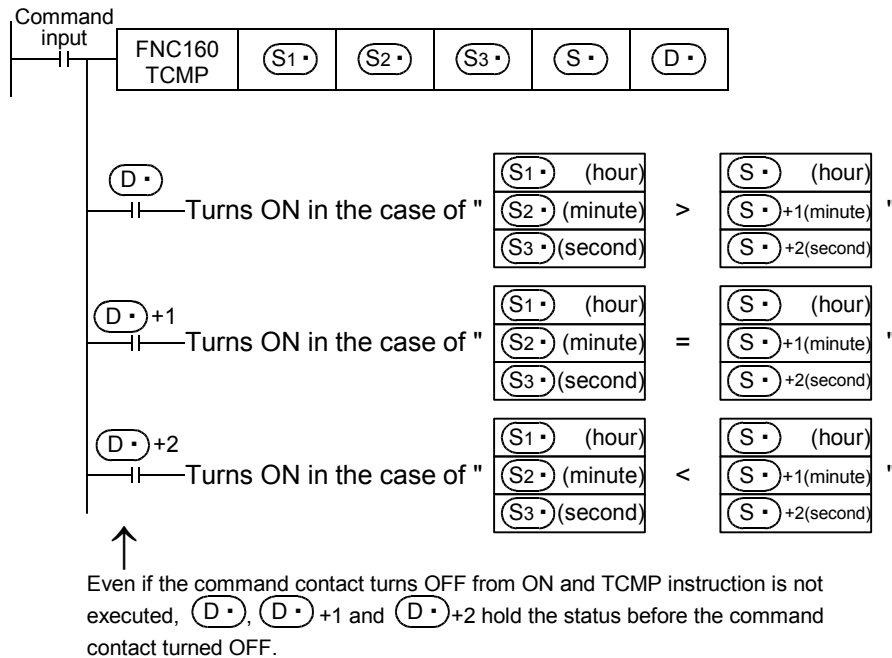 Command
input
FNC160
TCMP
S1・ S2・ S3・ S・ D・
D・
Turns ON in the case of "
S1・ (hour)
S2・ (minute)
S3・ (second)
>
S・ (hour)
S・+1(minute)
S・+2(second)
"
D・+1
Turns ON in the case of "
S1・ (hour)
S2・ (minute)
S3・ (second)
=
S・ (hour)
S・+1(minute)
S・+2(second)
"
D・+2
Turns ON in the case of "
S1・ (hour)
S2・ (minute)
S3・ (second)
<
S・ (hour)
S・+1(minute)
S・+2(second)
"
Even if the command contact turns OFF from ON and TCMP instruction is not
executed, D・, D・+1 and D・+2 hold the status before the command
contact turned OFF.